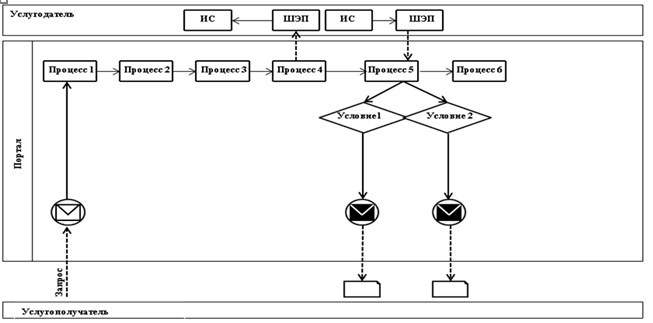 Услугодатель
ИС
ШЭП
ИС
ШЭП
Портал
Процесс 1
Процесс 2
Процесс 3
Процесс 4
Процесс 5
Процесс 6
Условие1
Условие 2
Запрос
Услугополучатель